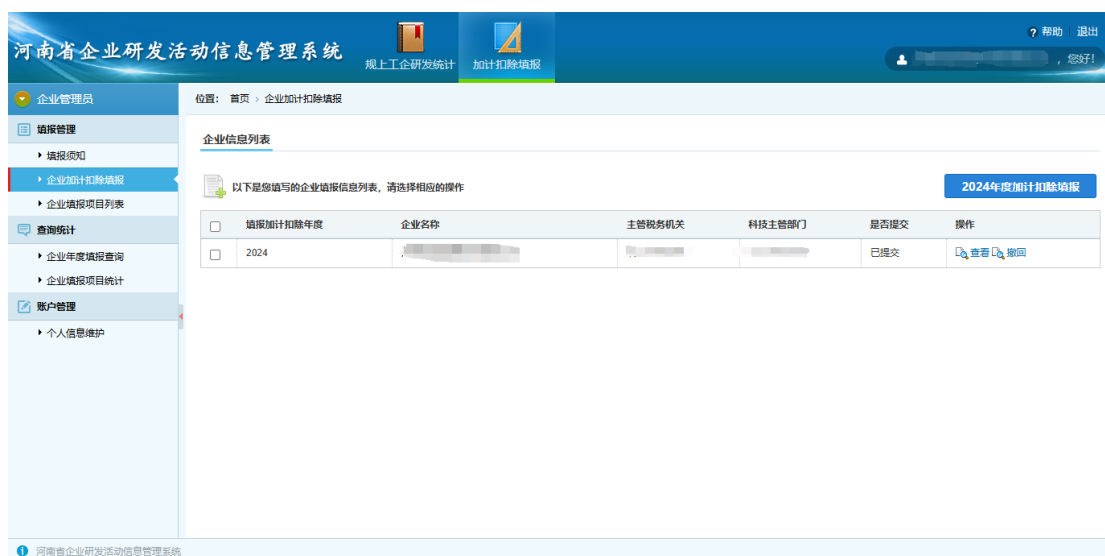 河南省企业研发活动信息管理系统
规上工企研发统计
加计扣除填报
? 帮助
退出
, 您好!
企业管理员
位置: 首页 > 企业加计扣除填报
填报管理
填报须知
企业加计扣除填报
企业填报项目列表
查询统计
企业年度填报查询
企业填报项目统计
账户管理
个人信息维护
企业信息列表
以下是您填写的企业填报信息列表, 请选择相应的操作
2024年度加计扣除填报
填报加计扣除年度 企业名称 主管税务机关 科技主管部门 是否提交 操作
2024 已提交 查看 撤回
河南省企业研发活动信息管理系统